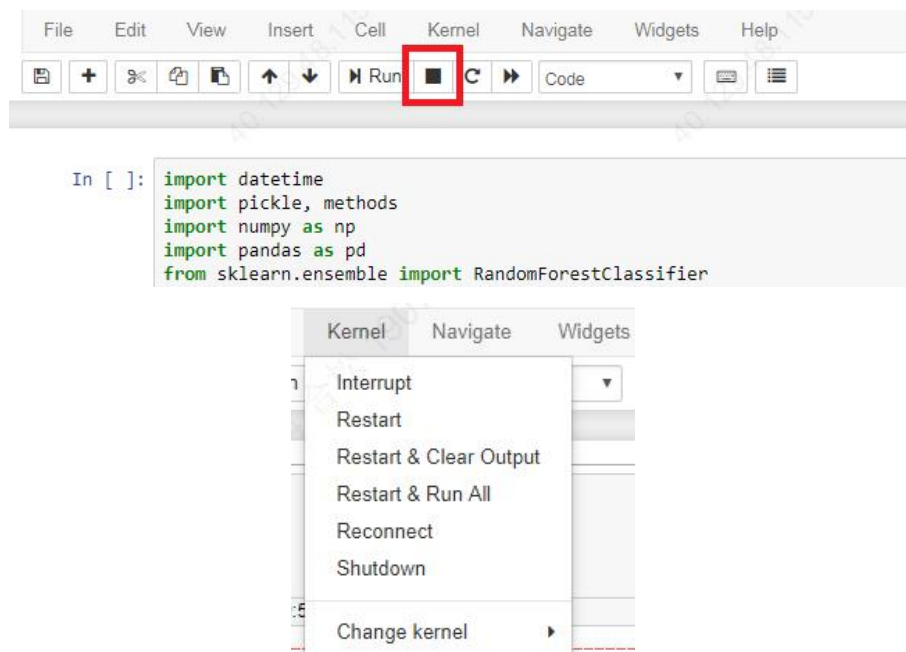 File Edit View Insert Cell Kernel Navigate Widgets Help
Run Code
In [ ]: import datetime
import pickle, methods
import numpy as np
import pandas as pd
from sklearn.ensemble import RandomForestClassifier
Kernel Navigate Widgets
Interrupt
Restart
Restart & Clear Output
Restart & Run All
Reconnect
Shutdown
Change kernel